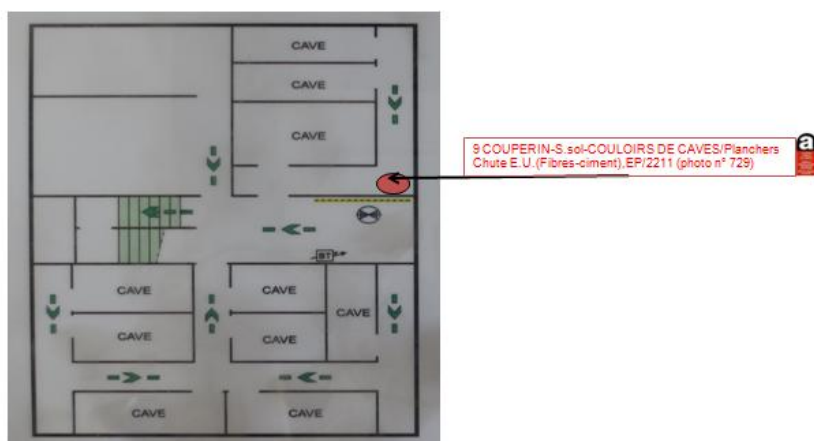 CAVE
CAVE
CAVE
9 COUPERIN-S.sol-COULOIRS DE CAVES/Planchers
Chute E.U.(Fibres-ciment),EP/2211 (photo n° 729)
a
BT
CAVE
CAVE
CAVE
CAVE
CAVE
CAVE
CAVE